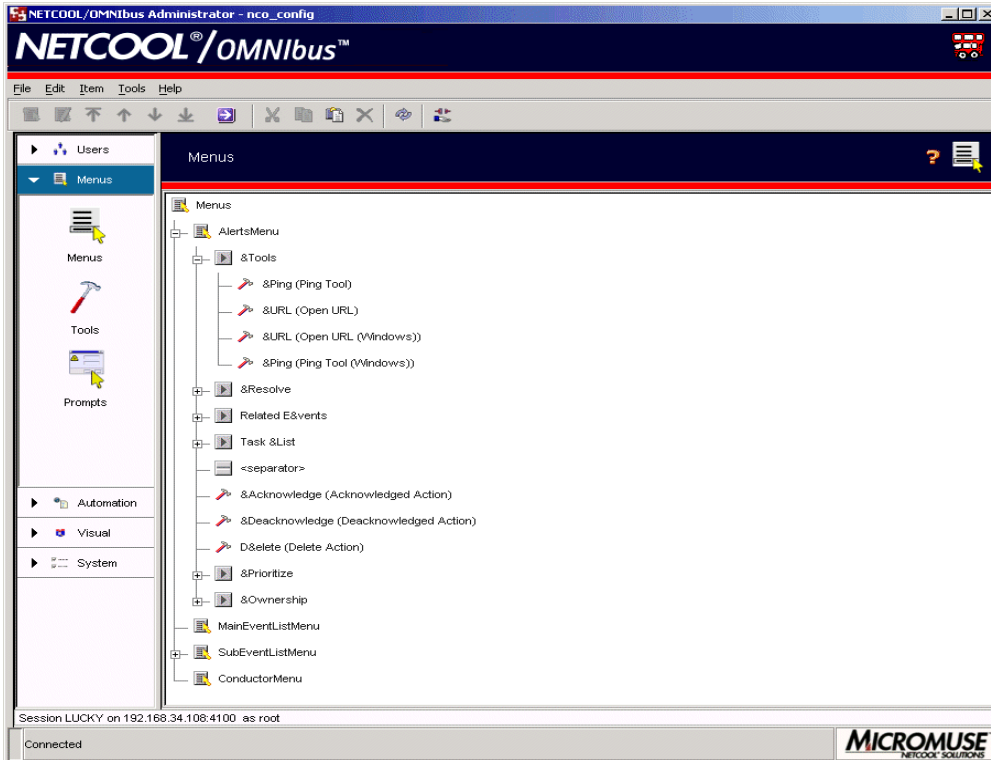 NETCOOL/OMNIbus Administrator - nco_config
NETCOOL®/OMNIbus™
File Edit Item Tools Help
Users
Menus
Menus
Tools
Prompts
Automation
Visual
System
Menus
?
Menus
AlertsMenu
&Tools
&Ping (Ping Tool)
&URL (Open URL)
&URL (Open URL (Windows))
&Ping (Ping Tool (Windows))
&Resolve
Related E&vents
Task &List
<separator>
&Acknowledge (Acknowledged Action)
&Deacknowledge (Deacknowledged Action)
D&elete (Delete Action)
&Prioritize
&Ownership
MainEventListMenu
SubEventListMenu
ConductorMenu
Session LUCKY on 192.168.34.108:4100 as root
Connected
MICROMUSE
NETCOOL® SOLUTIONS